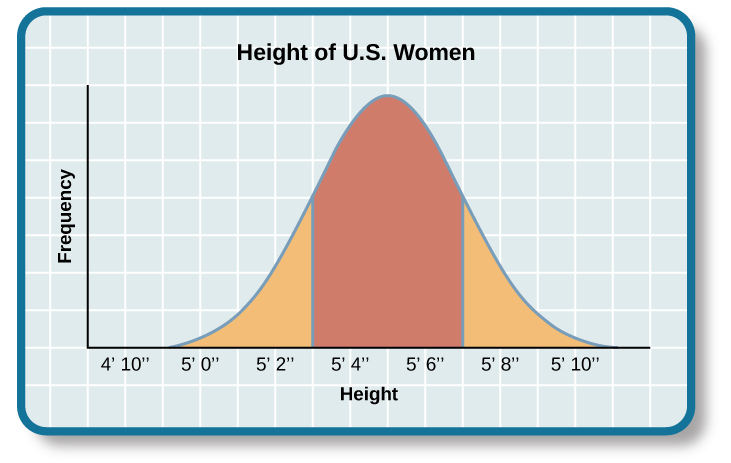 Height of U.S. Women
Frequency
4’ 10’’ 5’ 0’’ 5’ 2’’ 5’ 4’’ 5’ 6’’ 5’ 8’’ 5’ 10’’
Height